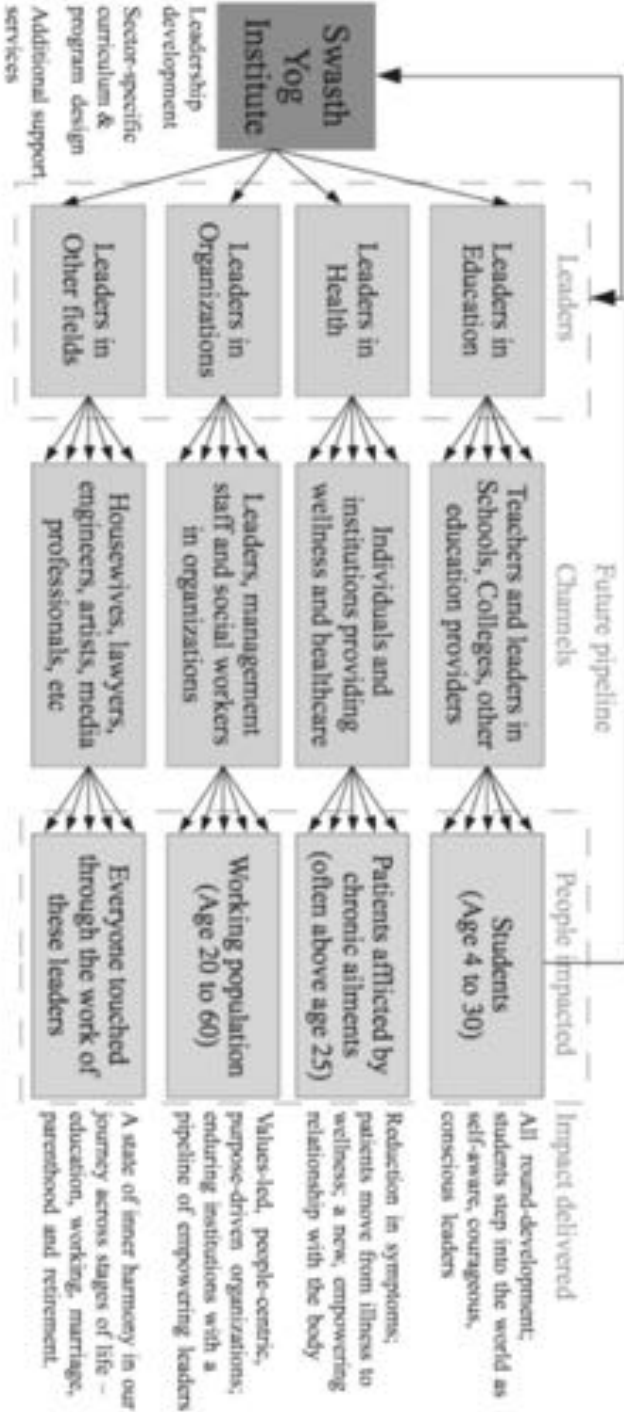 Future pipeline
Leaders
Channels
People impacted
Impact delivered
Swasth
Yog
Institute
Leadership
development
Sector-specific
curriculum &
program design
Additional support
services
Leaders in
Education
Teachers and leaders in
Schools, Colleges, other
education providers
Students
(Age 4 to 30)
All round-development;
students step into the world as
self-aware, courageous,
conscious leaders
Leaders in
Health
Individuals and
institutions providing
wellness and healthcare
Patients afflicted by
chronic ailments
(often above age 25)
Reduction in symptoms;
patients move from illness to
wellness; a new, empowering
relationship with the body
Leaders in
Organizations
Leaders, management
staff and social workers
in organizations
Working population
(Age 20 to 60)
Values-led, people-centric,
purpose-driven organizations;
enduring institutions with a
pipeline of empowering leaders
Leaders in
Other fields
Housewives, lawyers,
engineers, artists, media
professionals, etc
Everyone touched
through the work of
these leaders
A state of inner harmony in our
journey across stages of life –
education, working, marriage,
parenthood and retirement.